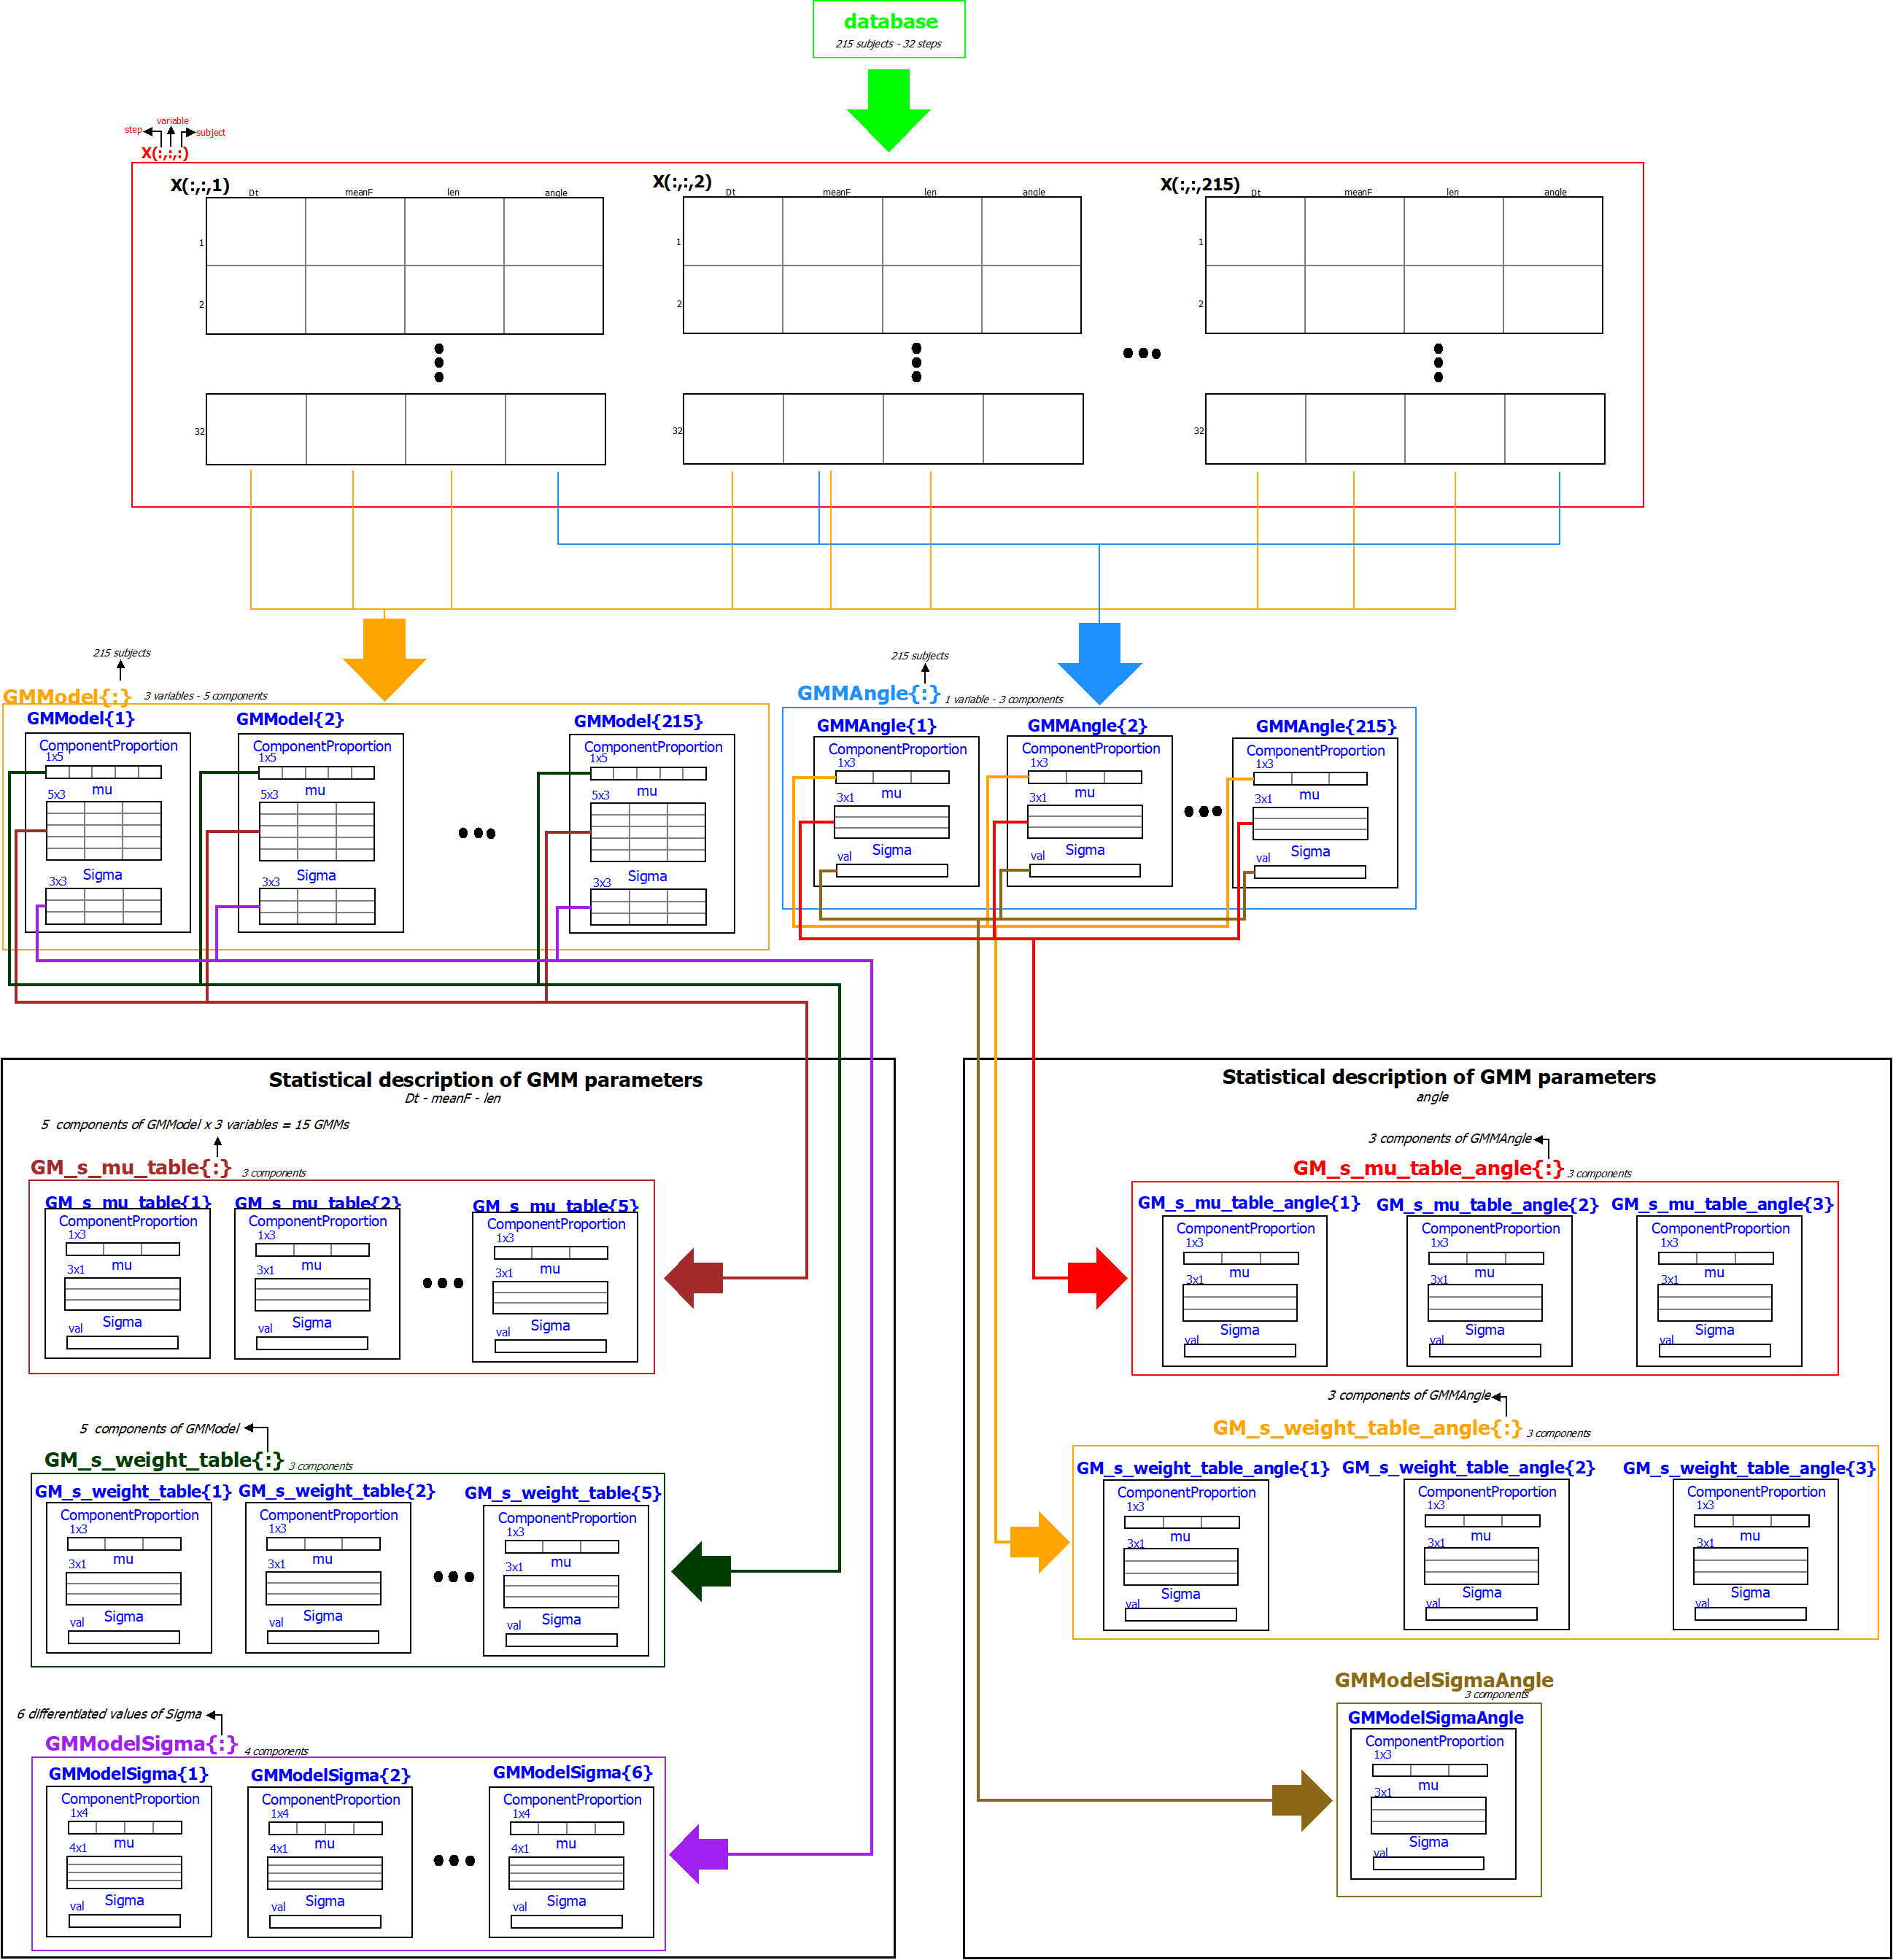 database
215 subjects - 32 steps
variable
step
subject
X(:,:,:)
X(:,:,1)
Dt
meanF
len
angle
1
2
32
X(:,:,2)
Dt
meanF
len
angle
1
2
32
X(:,:,215)
Dt
meanF
len
angle
1
2
32
215 subjects
GMModel{:}
3 variables - 5 components
GMModel{1}
ComponentProportion
1x5
mu
5x3
Sigma
3x3
GMModel{2}
ComponentProportion
1x5
mu
5x3
Sigma
3x3
GMModel{215}
ComponentProportion
1x5
mu
5x3
Sigma
3x3
215 subjects
GMMAngle{:}
1 variable - 3 components
GMMAngle{1}
ComponentProportion
1x3
mu
3x1
Sigma
val
GMMAngle{2}
ComponentProportion
1x3
mu
3x1
Sigma
val
GMMAngle{215}
ComponentProportion
1x3
mu
3x1
Sigma
val
Statistical description of GMM parameters
Dt - meanF - len
5 components of GMModel x 3 variables = 15 GMMs
GM_s_mu_table{:}
3 components
GM_s_mu_table{1}
ComponentProportion
1x3
mu
3x1
Sigma
val
GM_s_mu_table{2}
ComponentProportion
1x3
mu
3x1
Sigma
val
GM_s_mu_table{5}
ComponentProportion
1x3
mu
3x1
Sigma
val
5 components of GMModel
GM_s_weight_table{:}
3 components
GM_s_weight_table{1}
ComponentProportion
1x3
mu
3x1
Sigma
val
GM_s_weight_table{2}
ComponentProportion
1x3
mu
3x1
Sigma
val
GM_s_weight_table{5}
ComponentProportion
1x3
mu
3x1
Sigma
val
6 differentiated values of Sigma
GMModelSigma{:}
4 components
GMModelSigma{1}
ComponentProportion
1x4
mu
4x1
Sigma
val
GMModelSigma{2}
ComponentProportion
1x4
mu
4x1
Sigma
val
GMModelSigma{6}
ComponentProportion
1x4
mu
4x1
Sigma
val
Statistical description of GMM parameters
angle
3 components of GMMAngle
GM_s_mu_table_angle{:}
3 components
GM_s_mu_table_angle{1}
ComponentProportion
1x3
mu
3x1
Sigma
val
GM_s_mu_table_angle{2}
ComponentProportion
1x3
mu
3x1
Sigma
val
GM_s_mu_table_angle{3}
ComponentProportion
1x3
mu
3x1
Sigma
val
3 components of GMMAngle
GM_s_weight_table_angle{:}
3 components
GM_s_weight_table_angle{1}
ComponentProportion
1x3
mu
3x1
Sigma
val
GM_s_weight_table_angle{2}
ComponentProportion
1x3
mu
3x1
Sigma
val
GM_s_weight_table_angle{3}
ComponentProportion
1x3
mu
3x1
Sigma
val
GMModelSigmaAngle
3 components
GMModelSigmaAngle
ComponentProportion
1x3
mu
3x1
Sigma
val